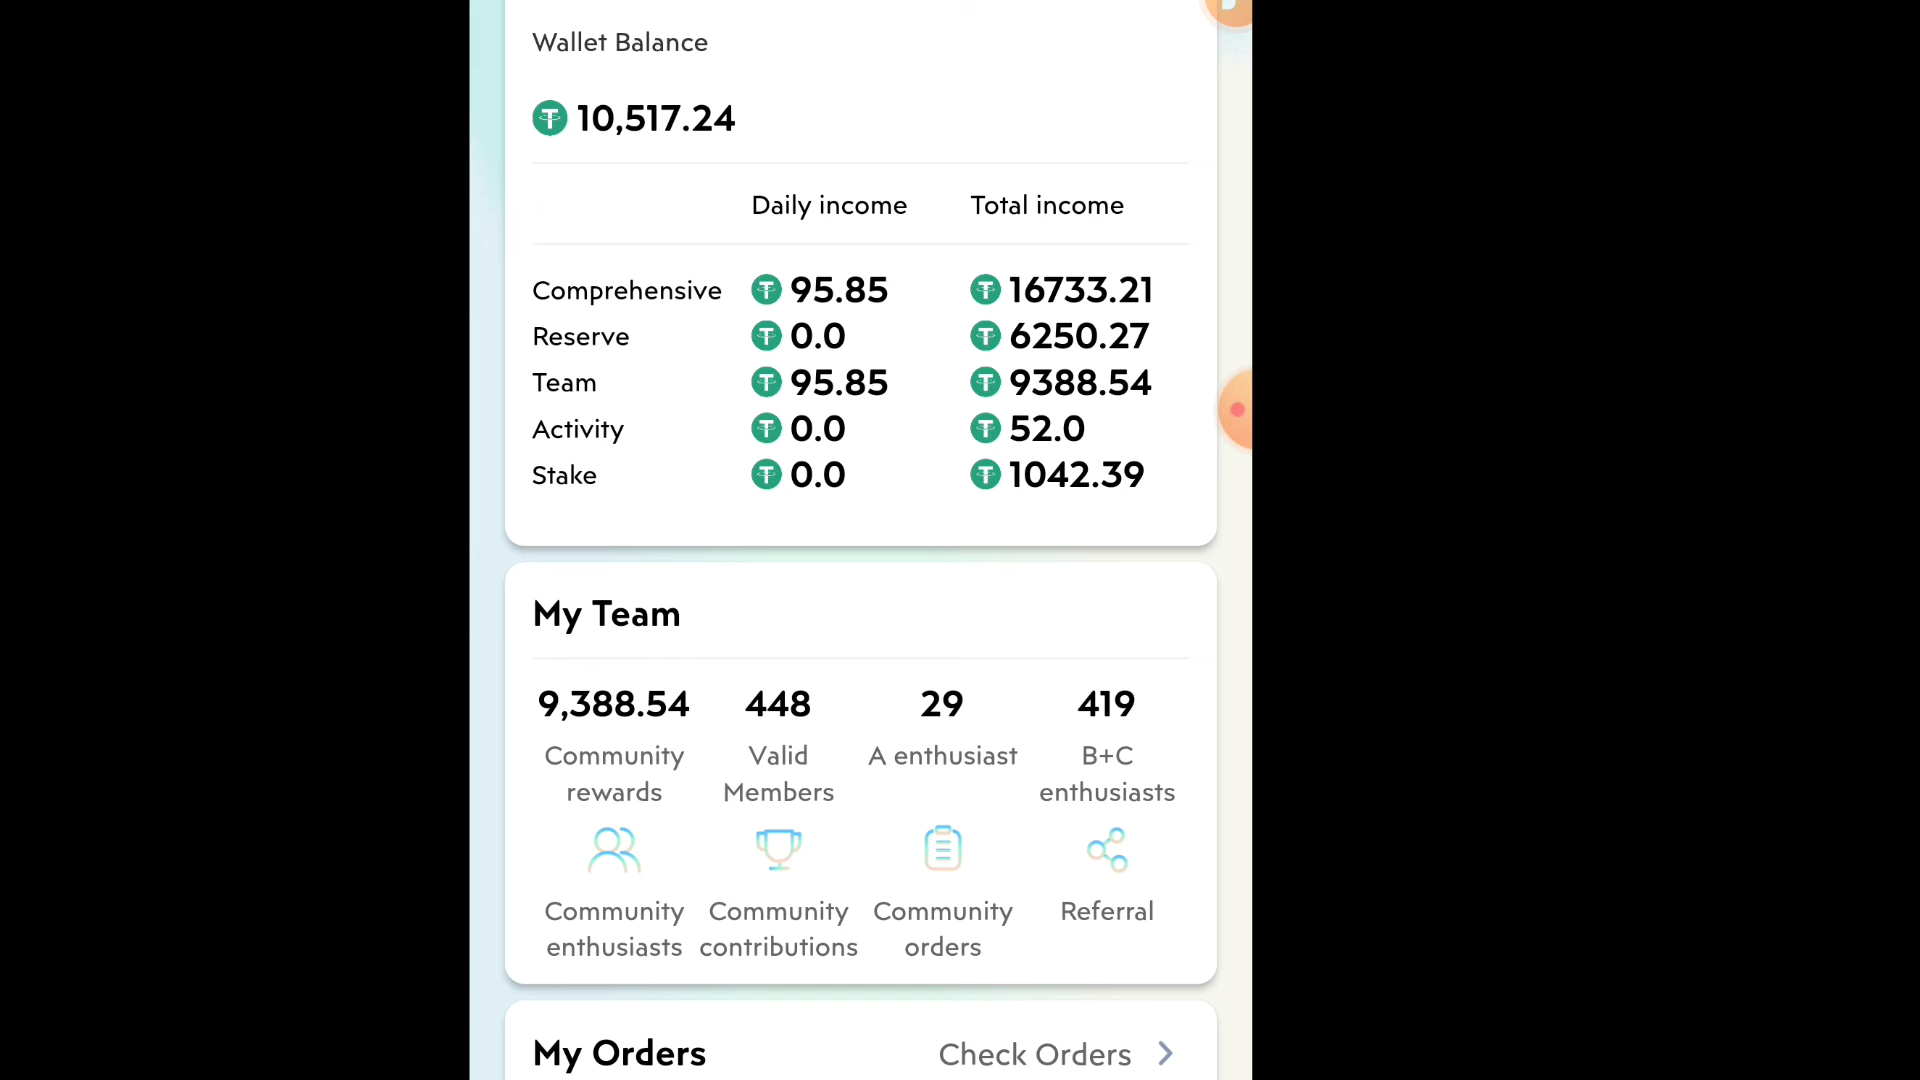 Wallet Balance
10,517.24
Daily income Total income
Comprehensive 95.85 16733.21
Reserve 0.0 6250.27
Team 95.85 9388.54
Activity 0.0 52.0
Stake 0.0 1042.39
My Team
9,388.54 448 29 419
Community Valid A enthusiast B+C
rewards Members enthusiasts
Community Community Community Referral
enthusiasts contributions orders
My Orders Check Orders